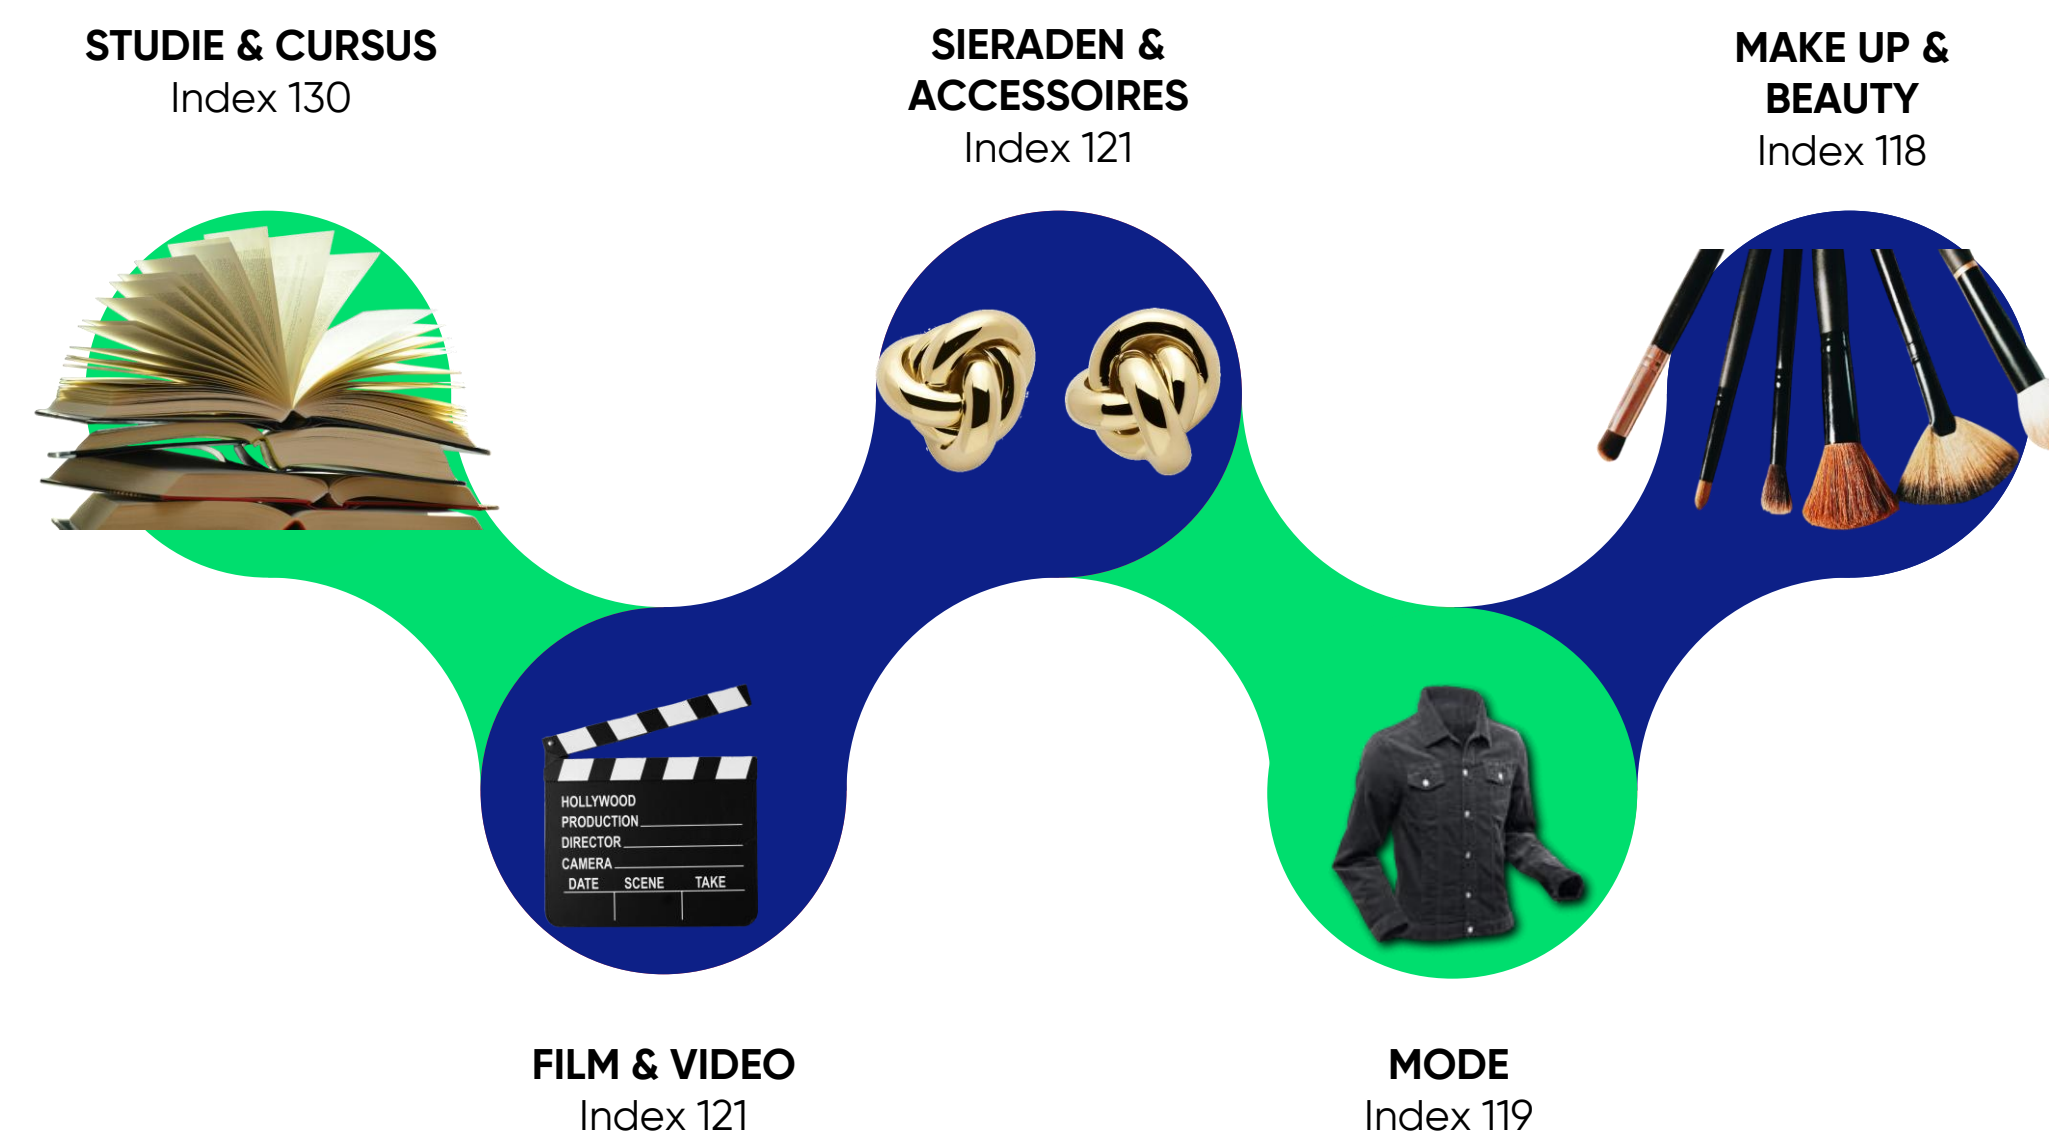 STUDIE & CURSUS
Index 130
SIERADEN &
ACCESSOIRES
Index 121
MAKE UP &
BEAUTY
Index 118
HOLLYWOOD
PRODUCTION
DIRECTOR
CAMERA
DATE SCENE TAKE
FILM & VIDEO
Index 121
MODE
Index 119